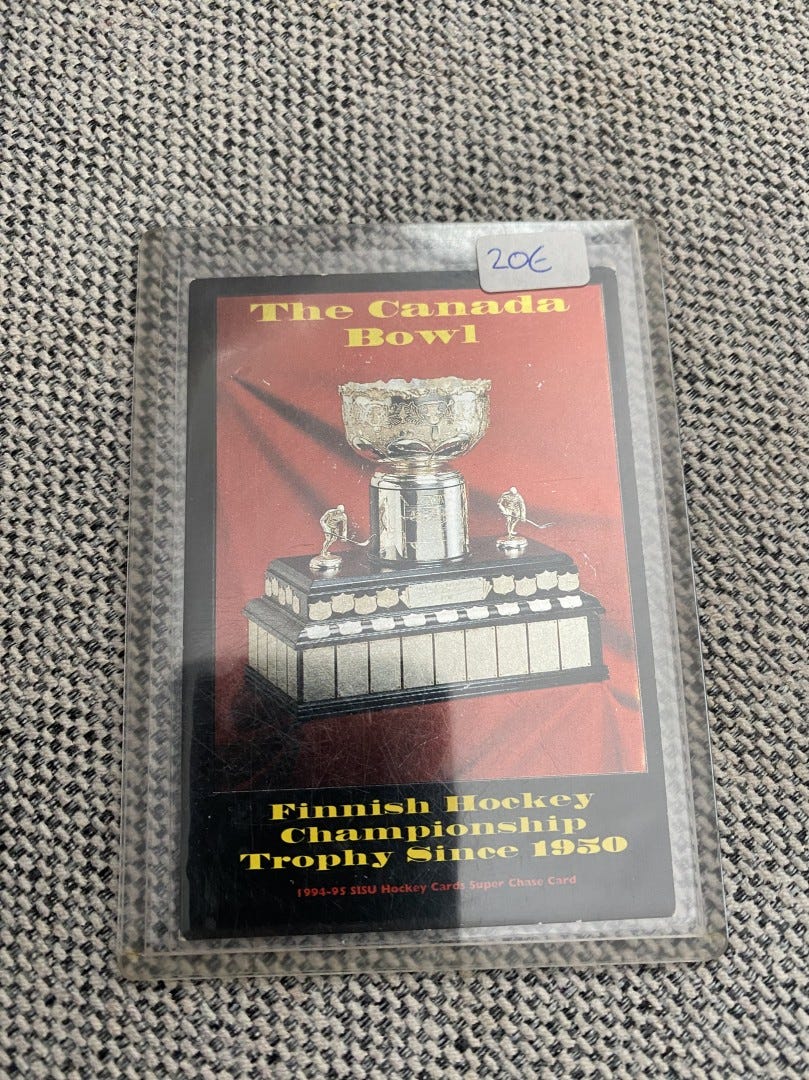 20€
The Canada
Bowl
Finnish Hockey
Championship
Trophy Since 1950
1994-95 SISU Hockey Cards Super Chase Card